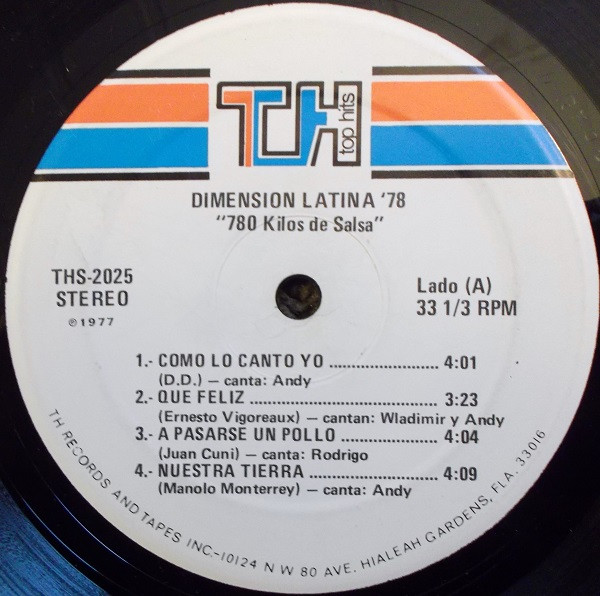 TH
top hits
DIMENSION LATINA '78
"780 Kilos de Salsa"
THS-2025
STEREO
℗1977
Lado (A)
33 1/3 RPM
1.- COMO LO CANTO YO ........................ 4:01
(D.D.) — canta: Andy
2.- QUE FELIZ .......................................... 3:23
(Ernesto Vigoreaux) — cantan: Wladimir y Andy
3.- A PASARSE UN POLLO ..................... 4:04
(Juan Cuni) — canta: Rodrigo
4.- NUESTRA TIERRA ............................. 4:09
(Manolo Monterrey) — canta: Andy
TH RECORDS AND TAPES INC.-10124 N W 80 AVE. HIALEAH GARDENS, FLA. 33016